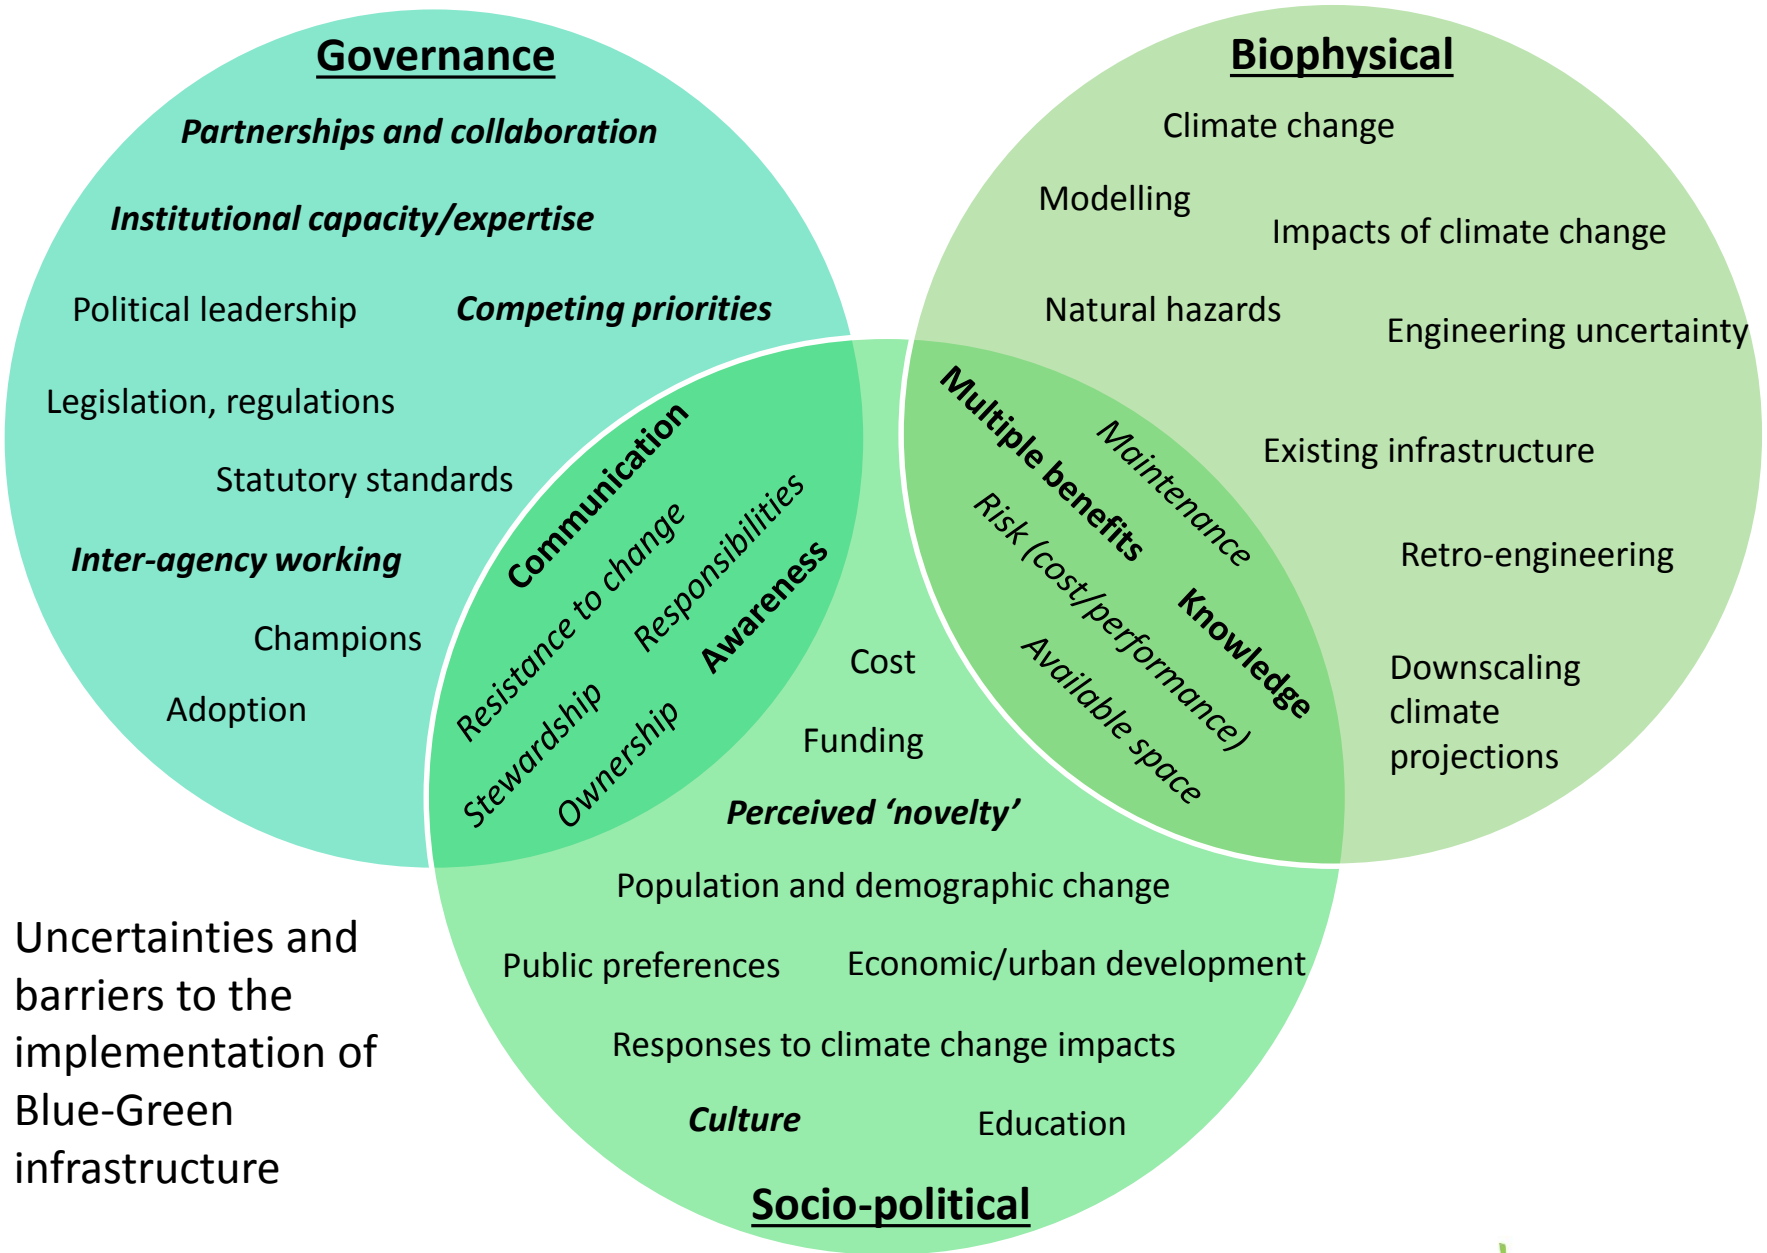 Governance
Partnerships and collaboration
Institutional capacity/expertise
Political leadership
Competing priorities
Legislation, regulations
Statutory standards
Inter-agency working
Champions
Adoption
Communication
Resistance to change
Responsibilities
Awareness
Stewardship
Ownership
Biophysical
Climate change
Modelling
Impacts of climate change
Natural hazards
Engineering uncertainty
Existing infrastructure
Retro-engineering
Downscaling
climate
projections
Multiple benefits
Maintenance
Risk (cost/performance)
Knowledge
Available space
Cost
Funding
Perceived ‘novelty’
Population and demographic change
Public preferences
Economic/urban development
Responses to climate change impacts
Culture
Education
Socio-political
Uncertainties and
barriers to the
implementation of
Blue-Green
infrastructure